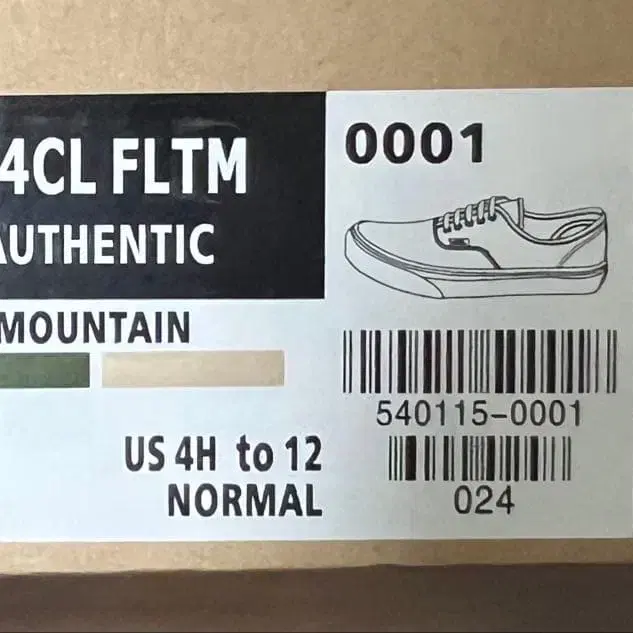 4CL FLTM
AUTHENTIC
MOUNTAIN
US 4H to 12
NORMAL
0001
540115-0001
024